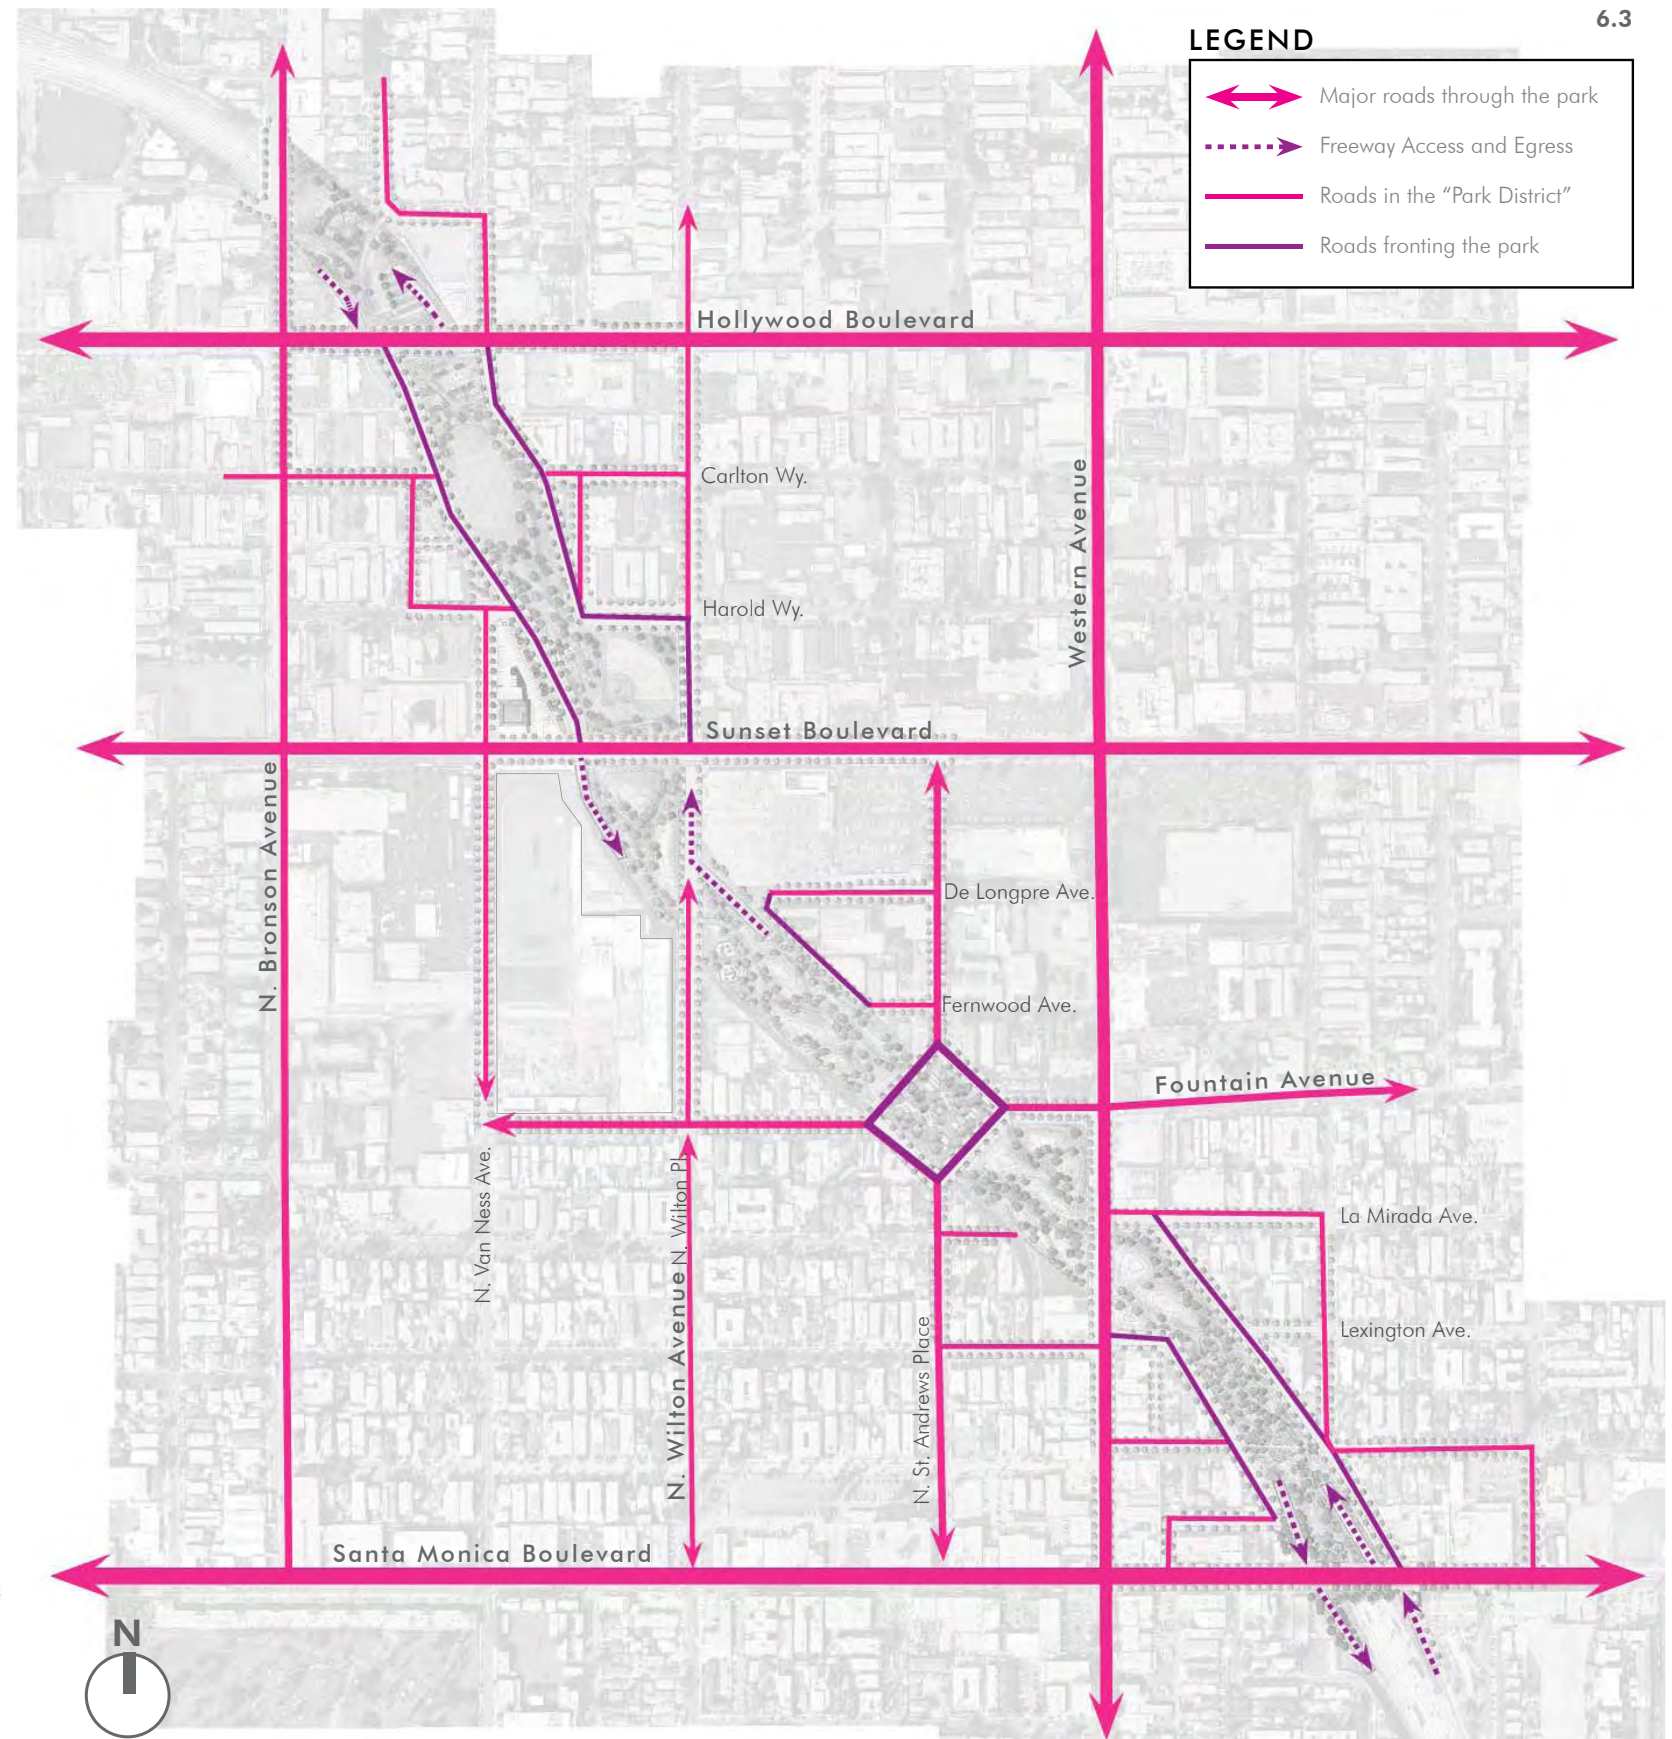 6.3
LEGEND
Major roads through the park
Freeway Access and Egress
Roads in the “Park District”
Roads fronting the park
Hollywood Boulevard
Carlton Wy.
Western Avenue
Harold Wy.
Sunset Boulevard
N. Bronson Avenue
De Longpre Ave.
Fernwood Ave.
Fountain Avenue
N. Van Ness Ave.
N. Wilton Pl.
La Mirada Ave.
N. Wilton Avenue
N. St. Andrews Place
Lexington Ave.
Santa Monica Boulevard
N